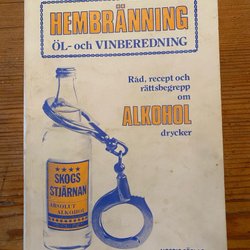 HEMBRÄNNING
ÖL- och VINBEREDNING
Råd, recept och
rättsbegrepp
om
ALKOHOL
drycker
SKOGS
STJÄRNAN
ABSOLUT
ALKOHOL